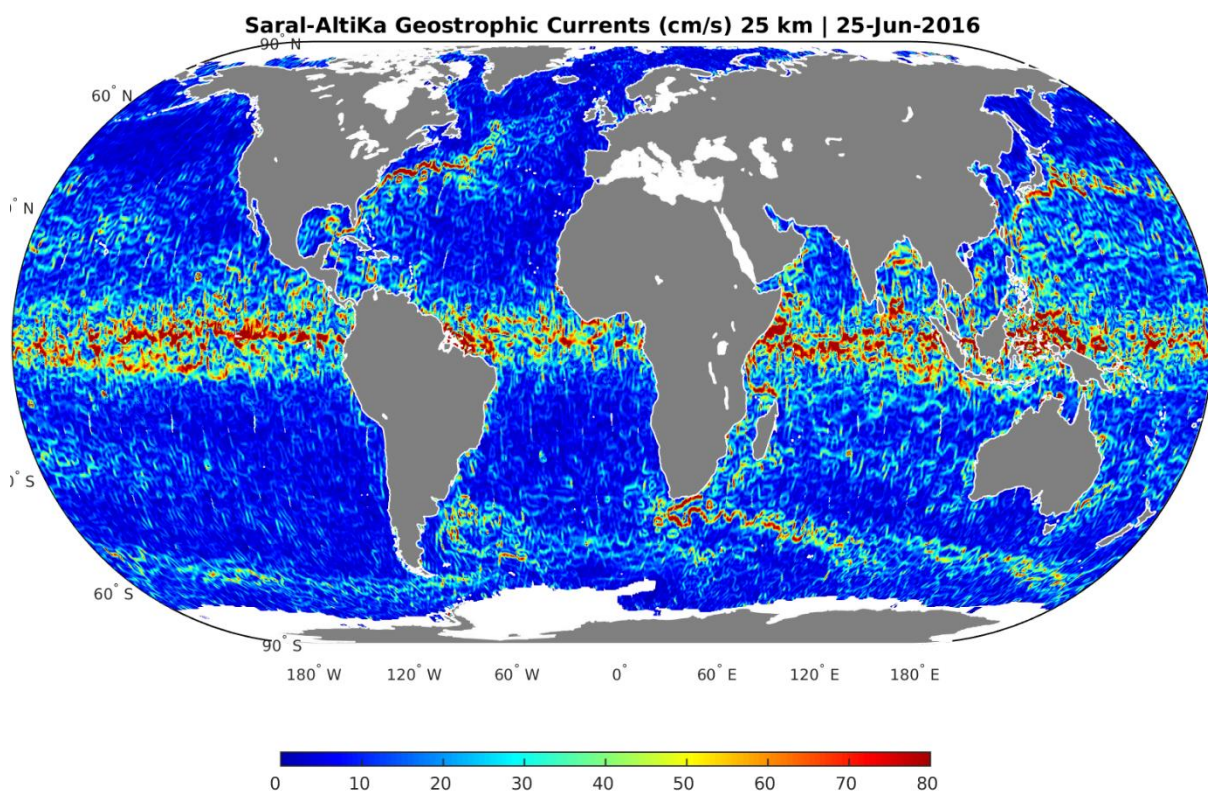 Saral-AltiKa Geostrophic Currents (cm/s) 25 km | 25-Jun-2016
90° N
60° N
° N
° S
60° S
90° S
180° W 120° W 60° W 0° 60° E 120° E 180° E
0 10 20 30 40 50 60 70 80